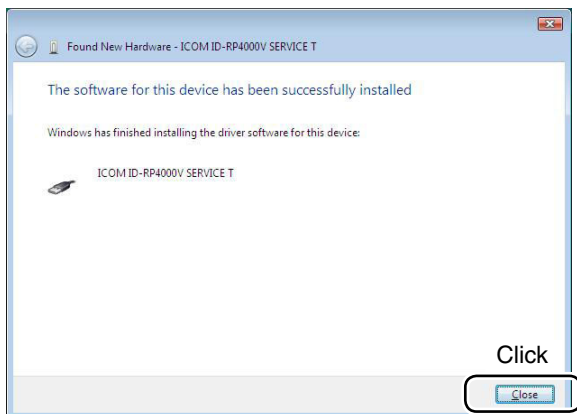 Found New Hardware - ICOM ID-RP4000V SERVICE T
The software for this device has been successfully installed
Windows has finished installing the driver software for this device:
ICOM ID-RP4000V SERVICE T
Click
Close